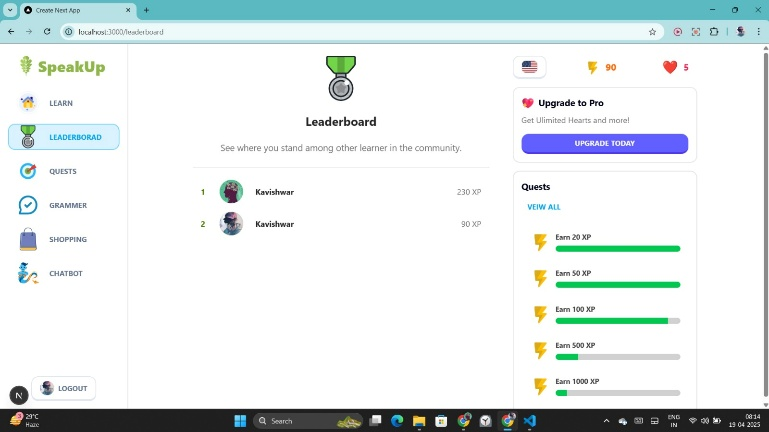 Create Next App
localhost:3000/leaderboard
SpeakUp
LEARN
LEADERBORAD
QUESTS
GRAMMER
SHOPPING
CHATBOT
N
LOGOUT
Leaderboard
See where you stand among other learner in the community.
1 Kavishwar 230 XP
2 Kavishwar 90 XP
90 5
Upgrade to Pro
Get Ulimited Hearts and more!
UPGRADE TODAY
Quests
VEIW ALL
Earn 20 XP
Earn 50 XP
Earn 100 XP
Earn 500 XP
Earn 1000 XP
29°C
Haze
Search
ENG
IN
08:14
19-04-2025